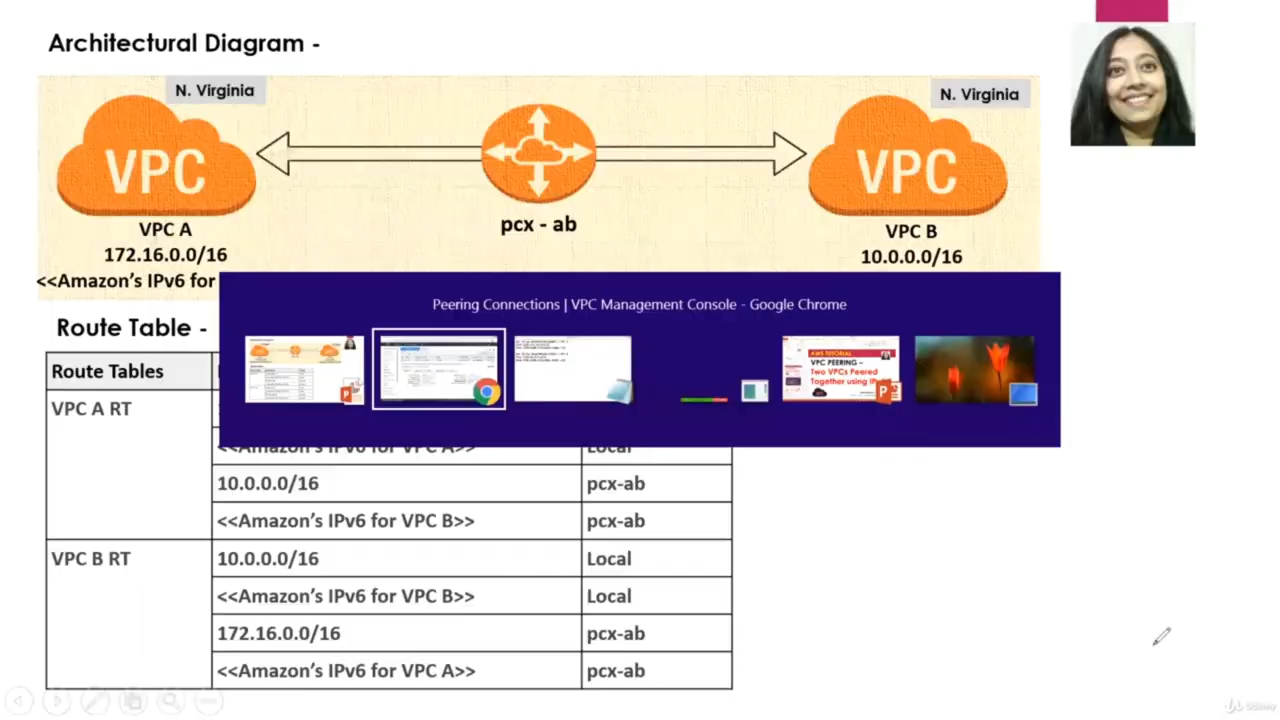 Architectural Diagram -
N. Virginia
N. Virginia
VPC
VPC
VPC A
172.16.0.0/16
<<Amazon's IPv6 for
pcx - ab
VPC B
10.0.0.0/16
Peering Connections | VPC Management Console - Google Chrome
AWS TUTORIAL
VPC PEERING –
Two VPCs Peered
Together using IP
Route Table -
Route Tables
VPC A RT
<<Amazon's IPv6 for VPC A>> Local
10.0.0.0/16 pcx-ab
<<Amazon's IPv6 for VPC B>> pcx-ab
VPC B RT 10.0.0.0/16 Local
<<Amazon's IPv6 for VPC B>> Local
172.16.0.0/16 pcx-ab
<<Amazon's IPv6 for VPC A>> pcx-ab
Udemy